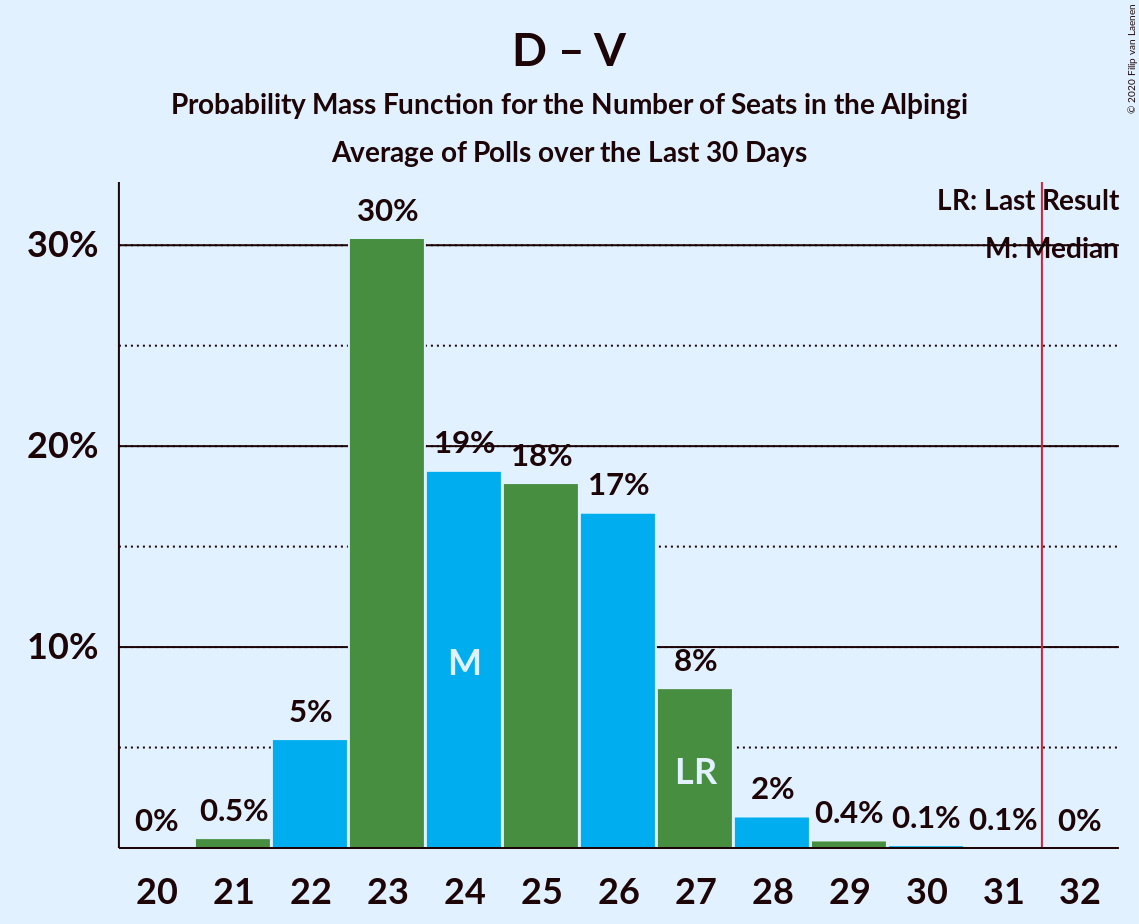 D – V
Probability Mass Function for the Number of Seats in the Alþingi
Average of Polls over the Last 30 Days
© 2020 Filip van Laenen
LR: Last Result
M: Median
30%
20%
10%
0%
0.5%
5%
30%
19%
18%
17%
8%
2%
0.4%
0.1%
0.1%
0%
M
LR
20 21 22 23 24 25 26 27 28 29 30 31 32